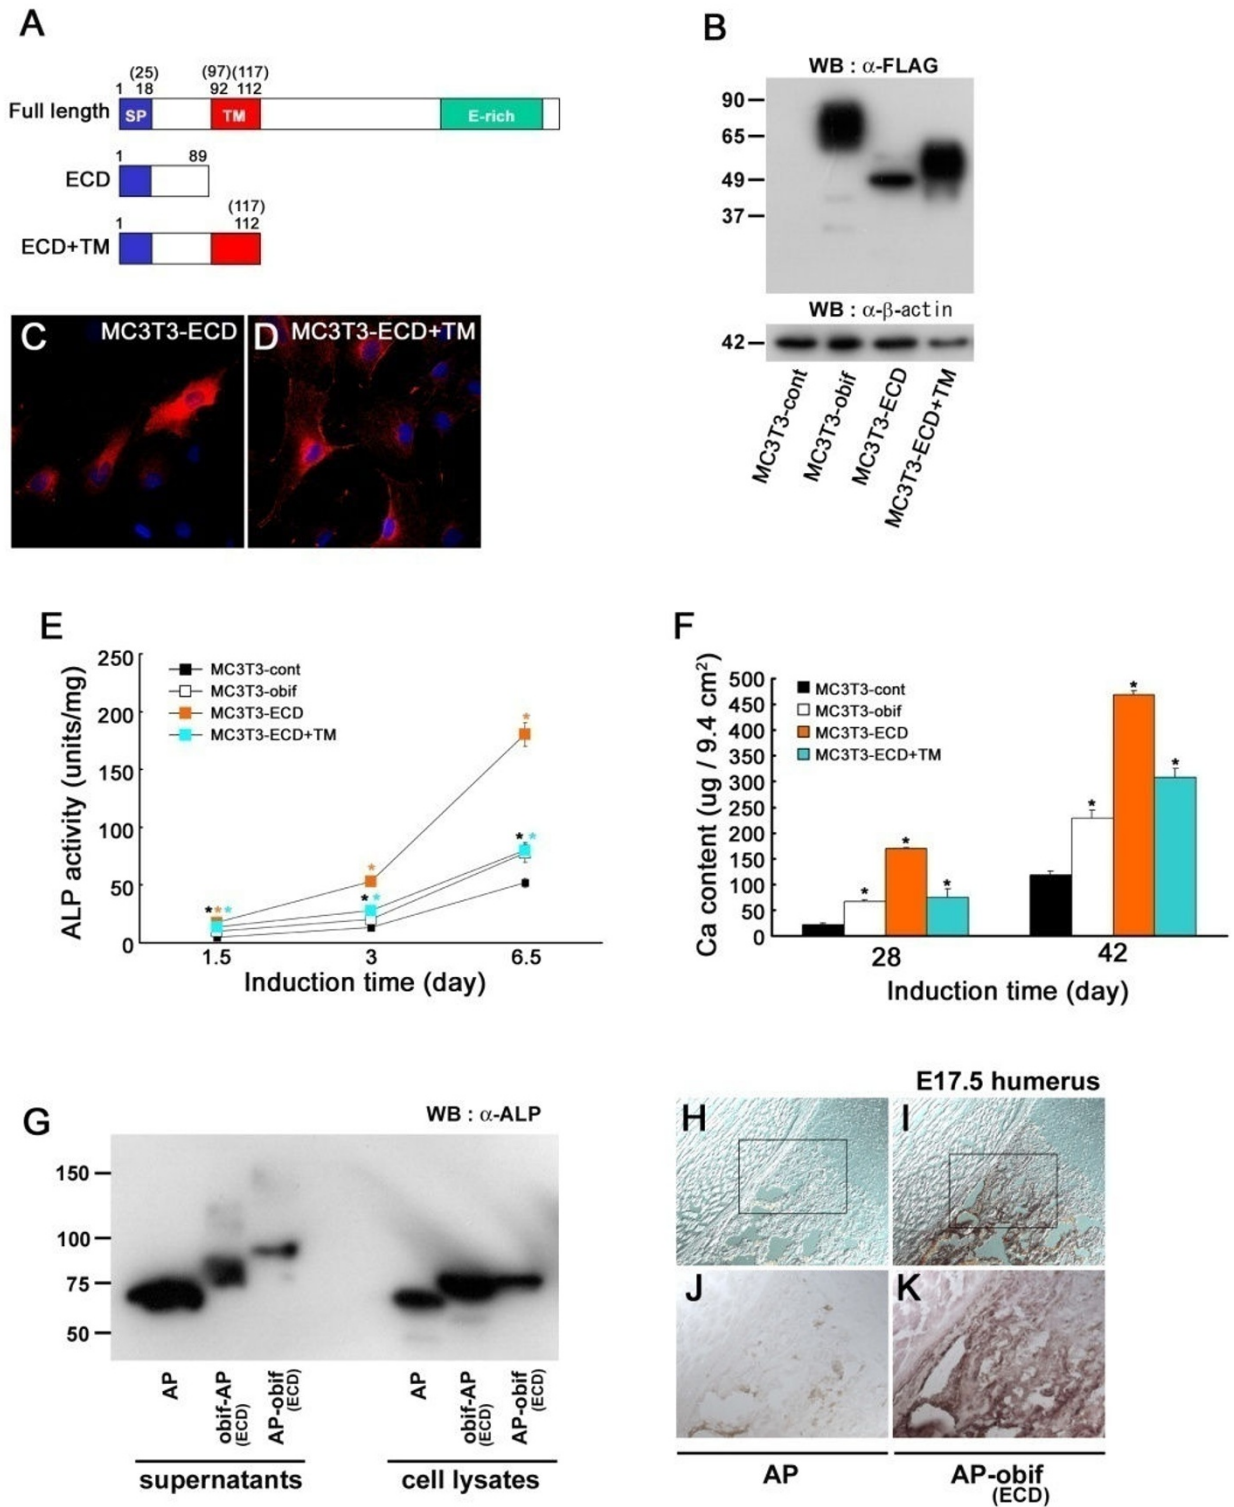 A
(25) (97)(117)
1 18 92 112
Full length SP TM E-rich
1 89
ECD
(117)
1 112
ECD+TM
B
WB : α-FLAG
90
65
49
37
WB : α-β-actin
42
MC3T3-cont
MC3T3-obif
MC3T3-ECD
MC3T3-ECD+TM
C MC3T3-ECD
D MC3T3-ECD+TM
E
ALP activity (units/mg)
250
200
150
100
50
0
MC3T3-cont
MC3T3-obif
MC3T3-ECD
MC3T3-ECD+TM
* * *
* * *
* * *
1.5 3 6.5
Induction time (day)
F
Ca content (ug / 9.4 cm²)
500
450
400
350
300
250
200
150
100
50
0
MC3T3-cont
MC3T3-obif
MC3T3-ECD
MC3T3-ECD+TM
* * *
* * *
28 42
Induction time (day)
G
WB : α-ALP
150
100
75
50
AP
obif-AP
(ECD)
AP-obif
(ECD)
AP
obif-AP
(ECD)
AP-obif
(ECD)
supernatants cell lysates
E17.5 humerus
H I
J K
AP AP-obif
(ECD)